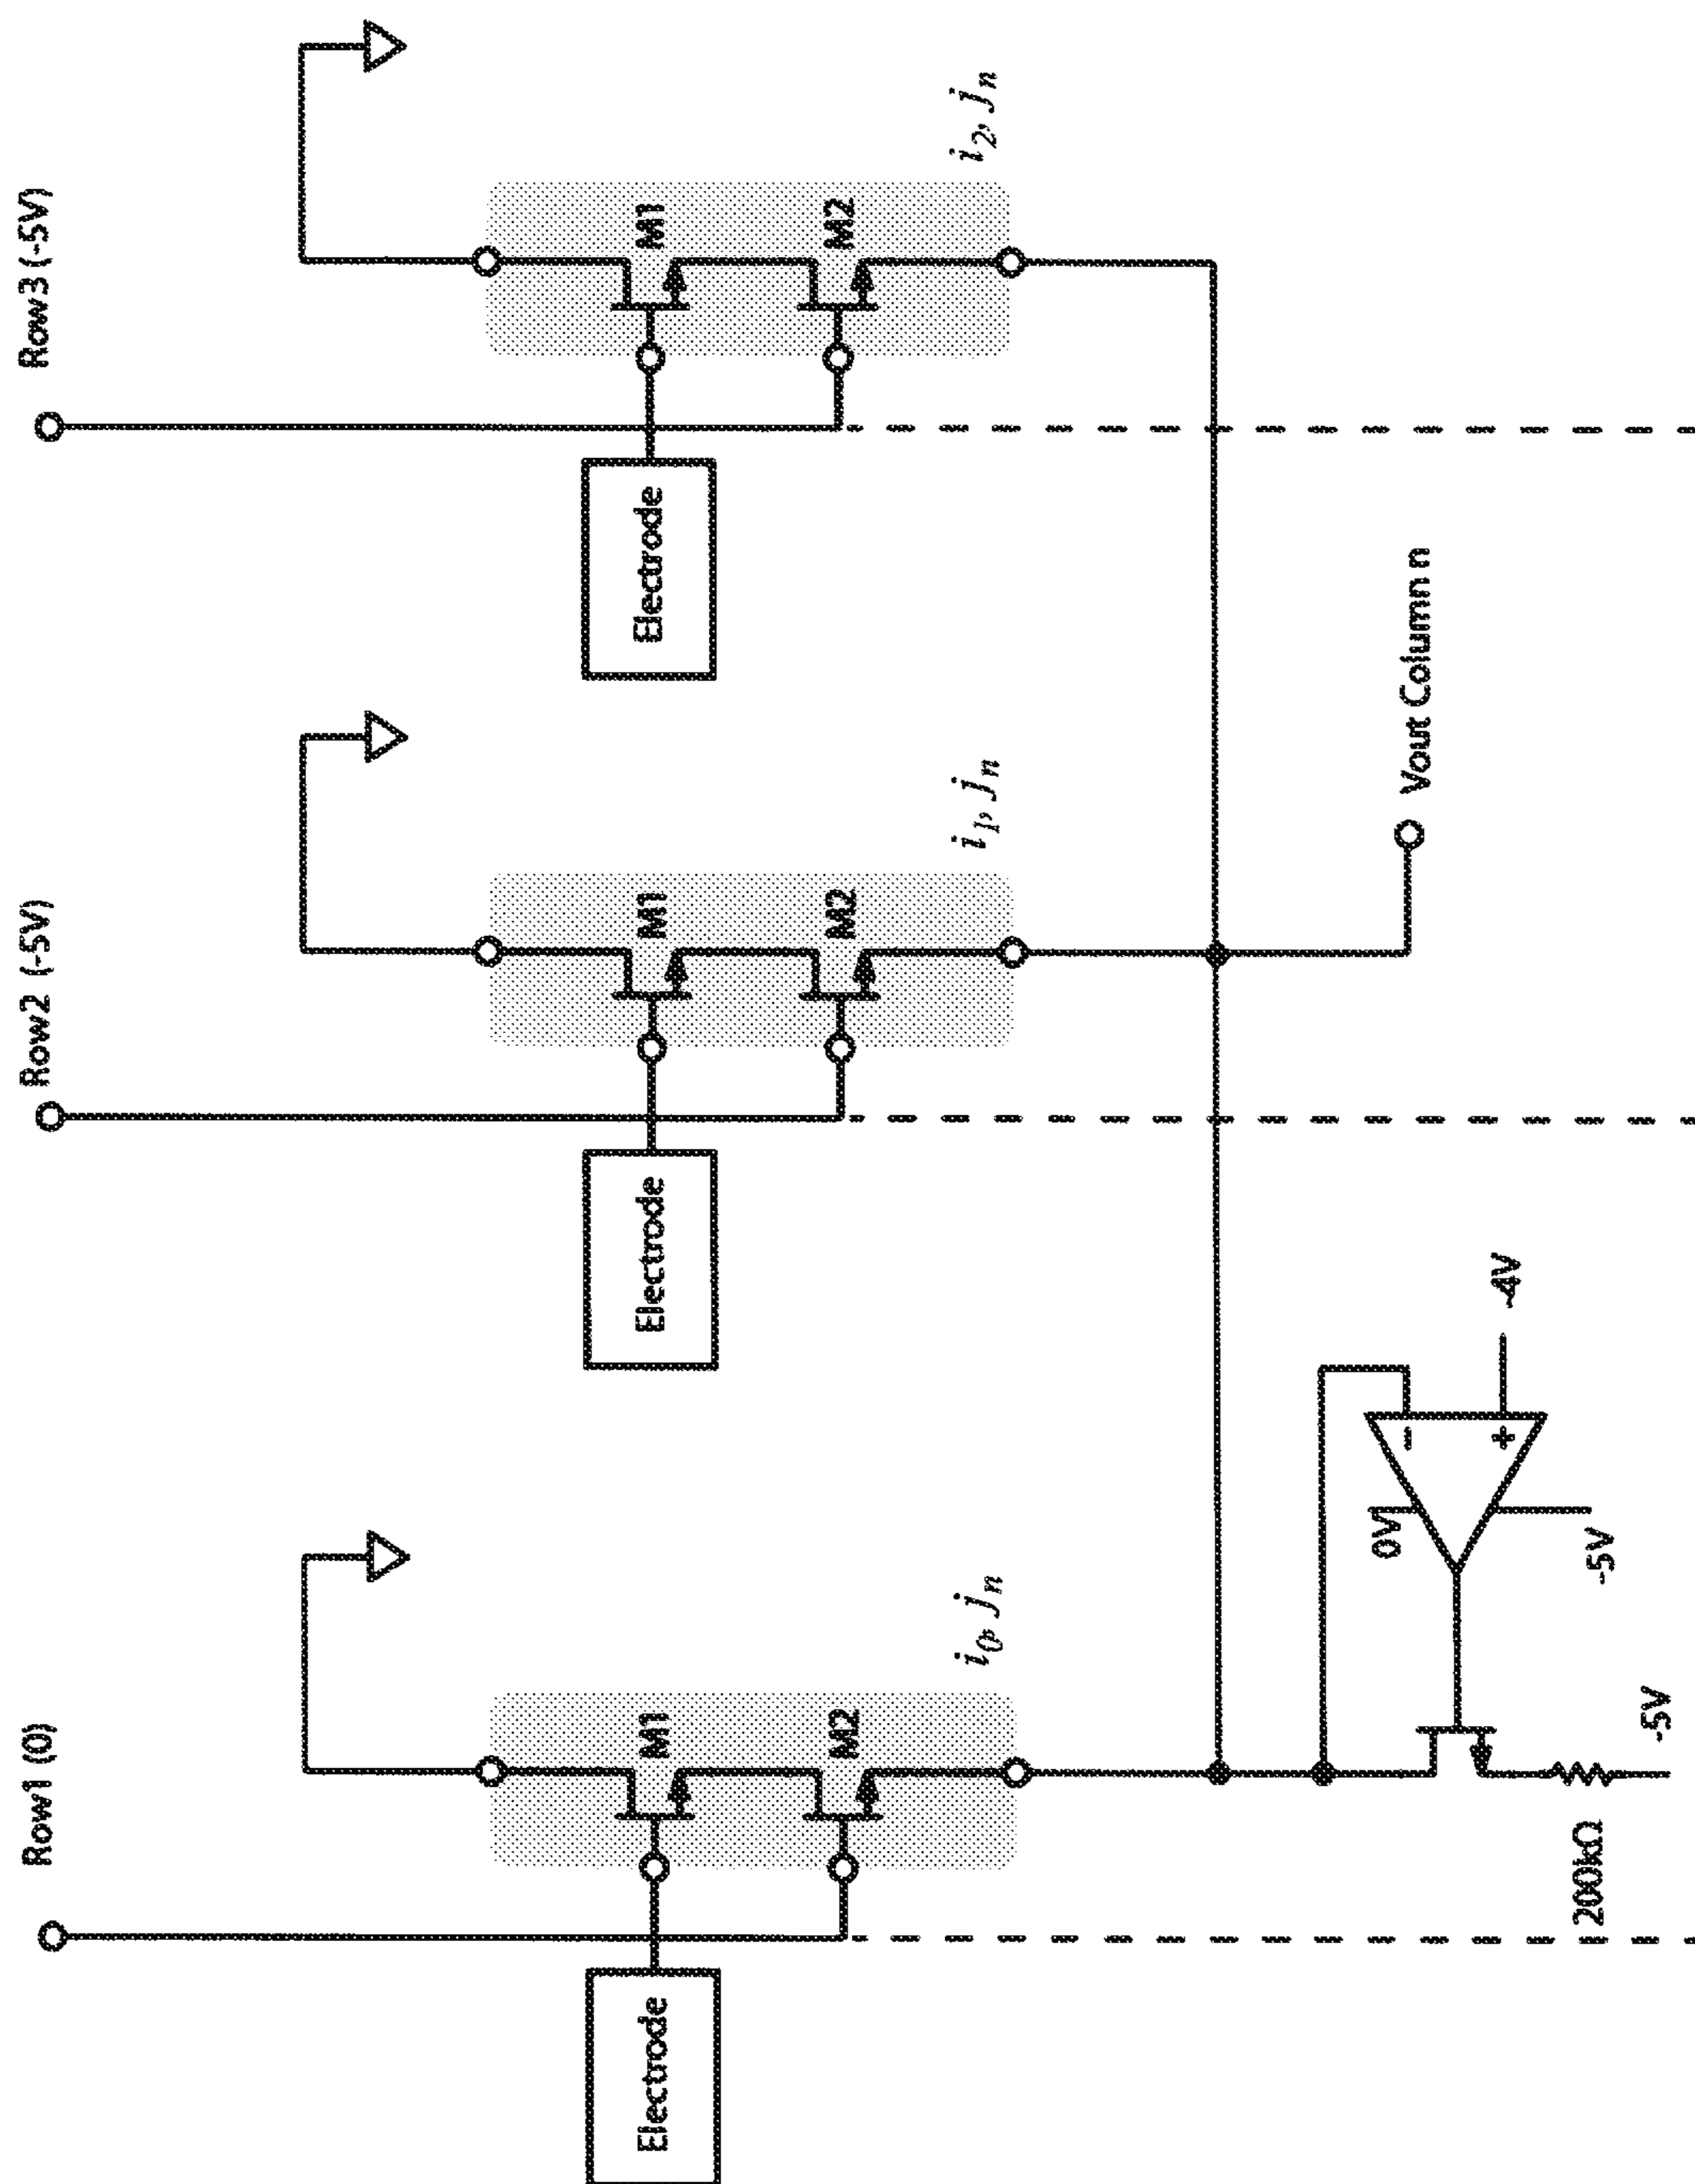 Row1 (0)
Row2 (-5V)
Row3 (-5V)
Electrode
M1
M2
i0, jn
Electrode
M1
M2
i1, jn
Electrode
M1
M2
i2, jn
Vout Column n
0V
-
+
-4V
-5V
200kΩ
-5V